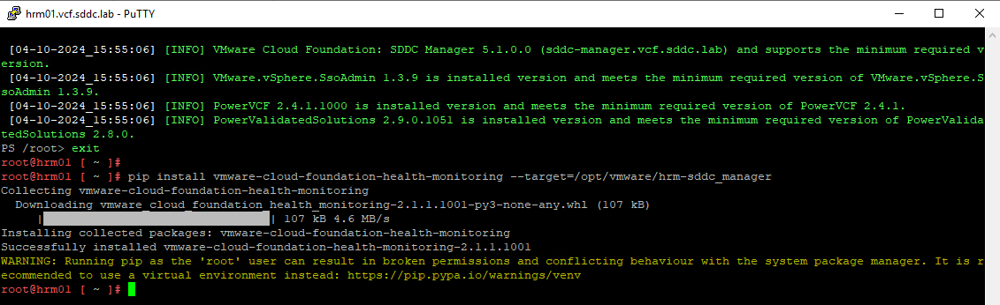 hrm01.vcf.sddc.lab - PuTTY
[04-10-2024_15:55:06] [INFO] VMware Cloud Foundation: SDDC Manager 5.1.0.0 (sddc-manager.vcf.sddc.lab) and supports the minimum required v
ersion.
[04-10-2024_15:55:06] [INFO] VMware.vSphere.SsoAdmin 1.3.9 is installed version and meets the minimum required version of VMware.vSphere.S
soAdmin 1.3.9.
[04-10-2024_15:55:06] [INFO] PowerVCF 2.4.1.1000 is installed version and meets the minimum required version of PowerVCF 2.4.1.
[04-10-2024_15:55:06] [INFO] PowerValidatedSolutions 2.9.0.1051 is installed version and meets the minimum required version of PowerValida
tedSolutions 2.8.0.
PS /root> exit
root@hrm01 [ ~ ]#
root@hrm01 [ ~ ]# pip install vmware-cloud-foundation-health-monitoring --target=/opt/vmware/hrm-sddc_manager
Collecting vmware-cloud-foundation-health-monitoring
Downloading vmware_cloud_foundation_health_monitoring-2.1.1.1001-py3-none-any.whl (107 kB)
| | 107 kB 4.6 MB/s
Installing collected packages: vmware-cloud-foundation-health-monitoring
Successfully installed vmware-cloud-foundation-health-monitoring-2.1.1.1001
WARNING: Running pip as the 'root' user can result in broken permissions and conflicting behaviour with the system package manager. It is r
ecommended to use a virtual environment instead: https://pip.pypa.io/warnings/venv
root@hrm01 [ ~ ]#